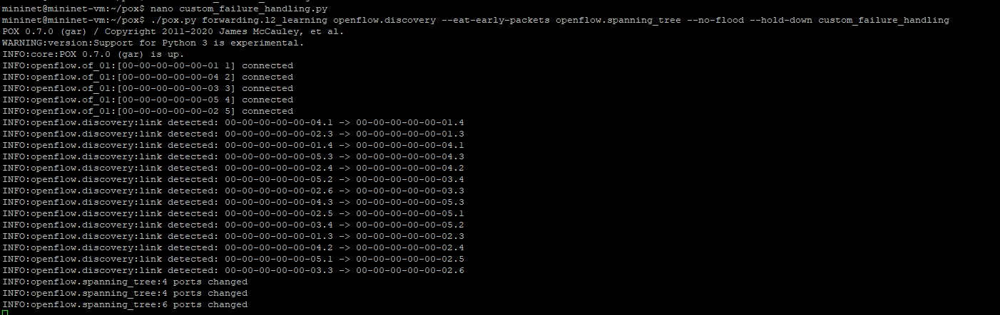 mininet@mininet-vm:~/pox$ nano custom_failure_handling.py
mininet@mininet-vm:~/pox$ ./pox.py forwarding.l2_learning openflow.discovery --eat-early-packets openflow.spanning_tree --no-flood --hold-down custom_failure_handling
POX 0.7.0 (gar) / Copyright 2011-2020 James McCauley, et al.
WARNING:version:Support for Python 3 is experimental.
INFO:core:POX 0.7.0 (gar) is up.
INFO:openflow.of_01:[00-00-00-00-00-01 1] connected
INFO:openflow.of_01:[00-00-00-00-00-04 2] connected
INFO:openflow.of_01:[00-00-00-00-00-03 3] connected
INFO:openflow.of_01:[00-00-00-00-00-05 4] connected
INFO:openflow.of_01:[00-00-00-00-00-02 5] connected
INFO:openflow.discovery:link detected: 00-00-00-00-00-04.1 -> 00-00-00-00-00-01.4
INFO:openflow.discovery:link detected: 00-00-00-00-00-02.3 -> 00-00-00-00-00-01.3
INFO:openflow.discovery:link detected: 00-00-00-00-00-01.4 -> 00-00-00-00-00-04.1
INFO:openflow.discovery:link detected: 00-00-00-00-00-05.3 -> 00-00-00-00-00-04.3
INFO:openflow.discovery:link detected: 00-00-00-00-00-02.4 -> 00-00-00-00-00-04.2
INFO:openflow.discovery:link detected: 00-00-00-00-00-05.2 -> 00-00-00-00-00-03.4
INFO:openflow.discovery:link detected: 00-00-00-00-00-02.6 -> 00-00-00-00-00-03.3
INFO:openflow.discovery:link detected: 00-00-00-00-00-04.3 -> 00-00-00-00-00-05.3
INFO:openflow.discovery:link detected: 00-00-00-00-00-02.5 -> 00-00-00-00-00-05.1
INFO:openflow.discovery:link detected: 00-00-00-00-00-03.4 -> 00-00-00-00-00-05.2
INFO:openflow.discovery:link detected: 00-00-00-00-00-01.3 -> 00-00-00-00-00-02.3
INFO:openflow.discovery:link detected: 00-00-00-00-00-04.2 -> 00-00-00-00-00-02.4
INFO:openflow.discovery:link detected: 00-00-00-00-00-05.1 -> 00-00-00-00-00-02.5
INFO:openflow.discovery:link detected: 00-00-00-00-00-03.3 -> 00-00-00-00-00-02.6
INFO:openflow.spanning_tree:4 ports changed
INFO:openflow.spanning_tree:4 ports changed
INFO:openflow.spanning_tree:6 ports changed